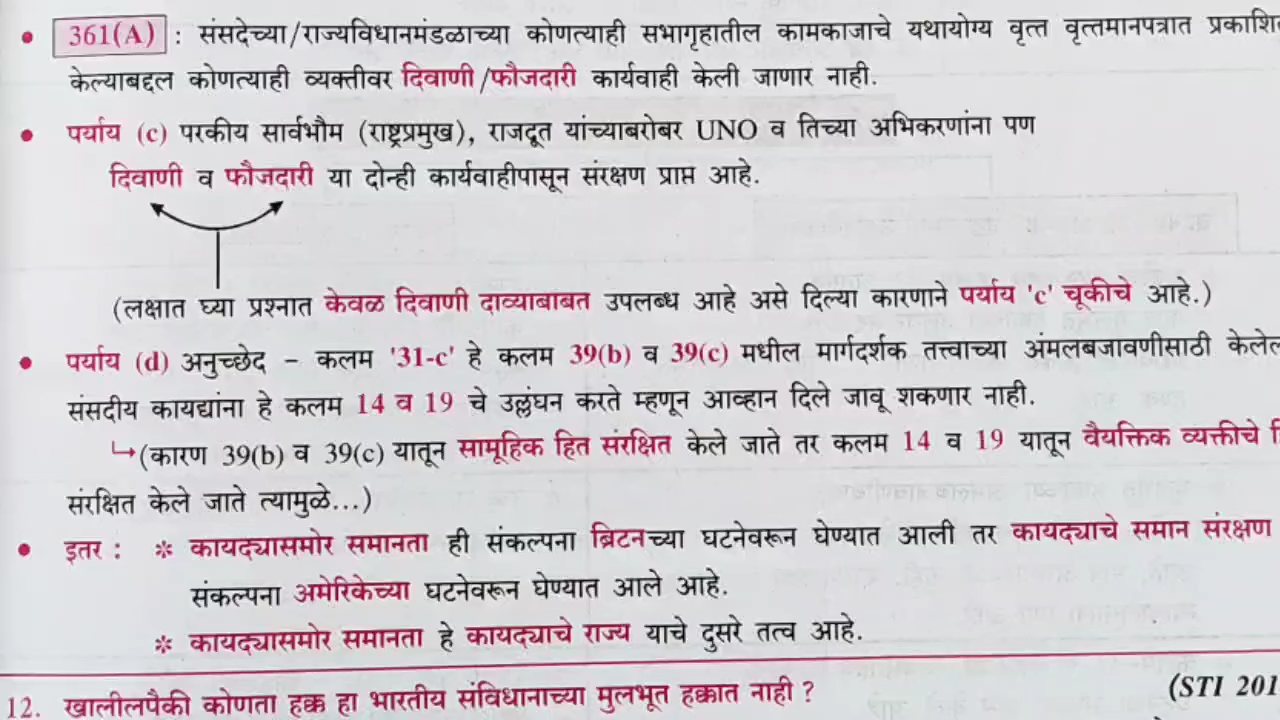 • 361(A) : संसदेच्या/राज्यविधानमंडळाच्या कोणत्याही सभागृहातील कामकाजाचे यथायोग्य वृत्त वृत्तमानपत्रात प्रकाशि
केल्याबद्दल कोणत्याही व्यक्तीवर दिवाणी/फौजदारी कार्यवाही केली जाणार नाही.
• पर्याय (c) परकीय सार्वभौम (राष्ट्रप्रमुख), राजदूत यांच्याबरोबर UNO व तिच्या अभिकरणांना पण
दिवाणी व फौजदारी या दोन्ही कार्यवाहीपासून संरक्षण प्राप्त आहे.
(लक्षात घ्या प्रश्नात केवळ दिवाणी दाव्याबाबत उपलब्ध आहे असे दिल्या कारणाने पर्याय 'c' चूकीचे आहे.)
• पर्याय (d) अनुच्छेद – कलम '31-c' हे कलम 39(b) व 39(c) मधील मार्गदर्शक तत्त्वाच्या अंमलबजावणीसाठी केलेल
संसदीय कायद्यांना हे कलम 14 व 19 चे उल्लंघन करते म्हणून आव्हान दिले जावू शकणार नाही.
↳(कारण 39(b) व 39(c) यातून सामूहिक हित संरक्षित केले जाते तर कलम 14 व 19 यातून वैयक्तिक व्यक्तीचे
संरक्षित केले जाते त्यामुळे...)
• इतर : * कायद्यासमोर समानता ही संकल्पना ब्रिटनच्या घटनेवरून घेण्यात आली तर कायद्याचे समान संरक्षण
संकल्पना अमेरिकेच्या घटनेवरून घेण्यात आले आहे.
* कायद्यासमोर समानता हे कायद्याचे राज्य याचे दुसरे तत्व आहे.
12. खालीलपैकी कोणता हक्क हा भारतीय संविधानाच्या मुलभूत हक्कात नाही ? (STI 201